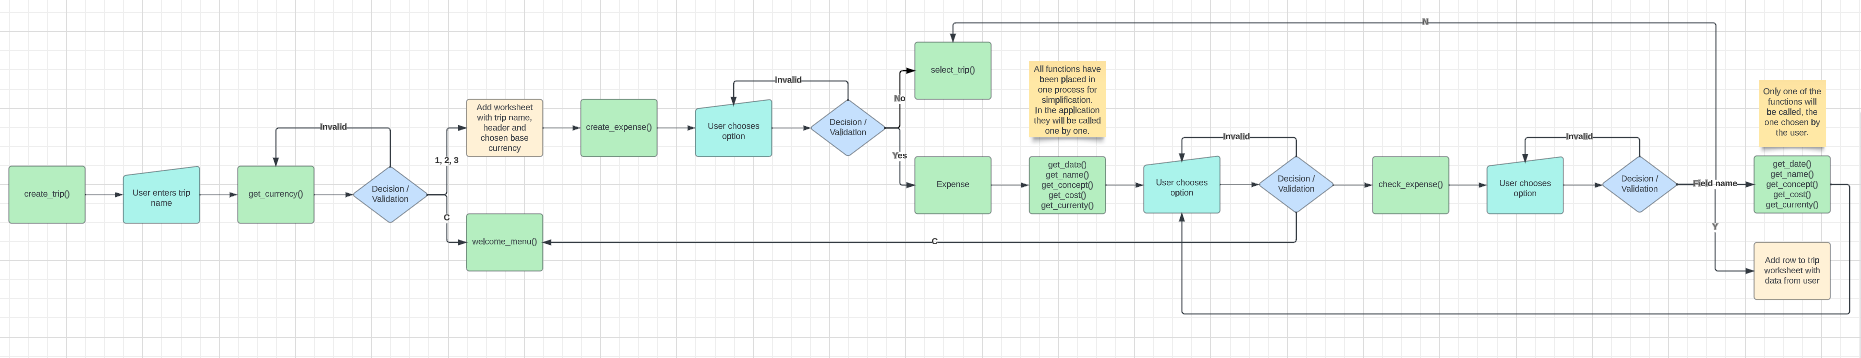 create_trip()
User enters trip
name
get_currency()
Invalid
Decision /
Validation
1, 2, 3
C
Add worksheet
with trip name,
header and
chosen base
currency
welcome_menu()
create_expense()
User chooses
option
Invalid
Decision /
Validation
No
Yes
select_trip()
Expense
All functions have
been placed in
one process for
simplification.
In the application
they will be called
one by one.
get_date()
get_name()
get_concept()
get_cost()
get_currenty()
User chooses
option
Invalid
Decision /
Validation
C
check_expense()
User chooses
option
Invalid
Decision /
Validation
N
Field name
Y
Only one of the
functions will
be called, the
one chosen by
the user.
get_date()
get_name()
get_concept()
get_cost()
get_currenty()
Add row to trip
worksheet with
data from user